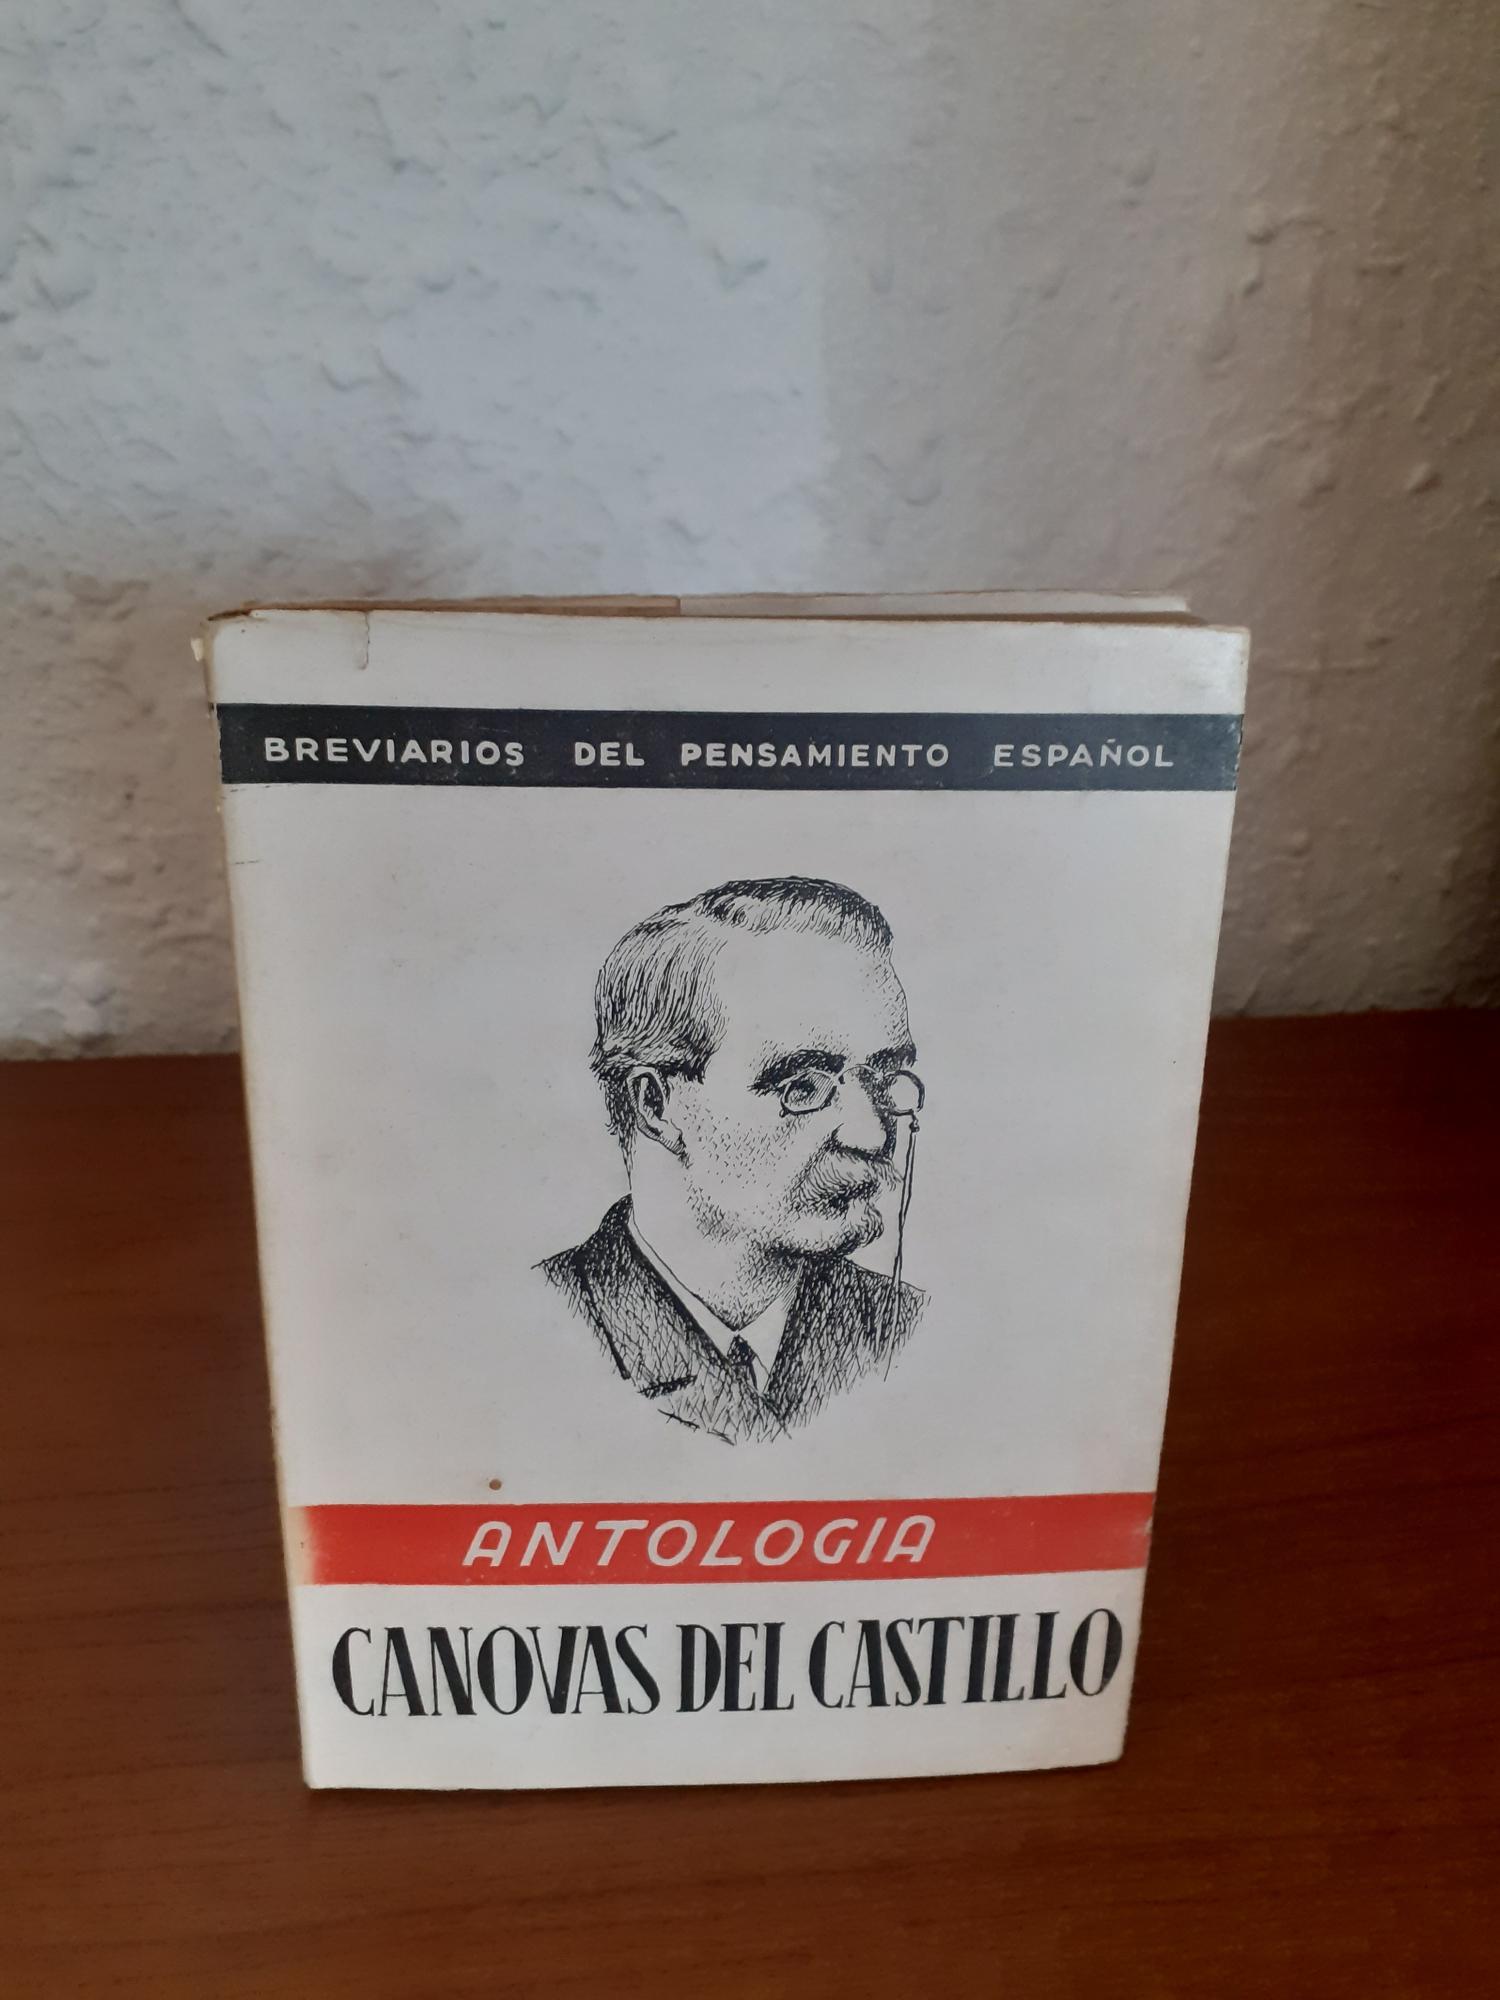 BREVIARIOS DEL PENSAMIENTO ESPAÑOL
ANTOLOGIA
CANOVAS DEL CASTILLO